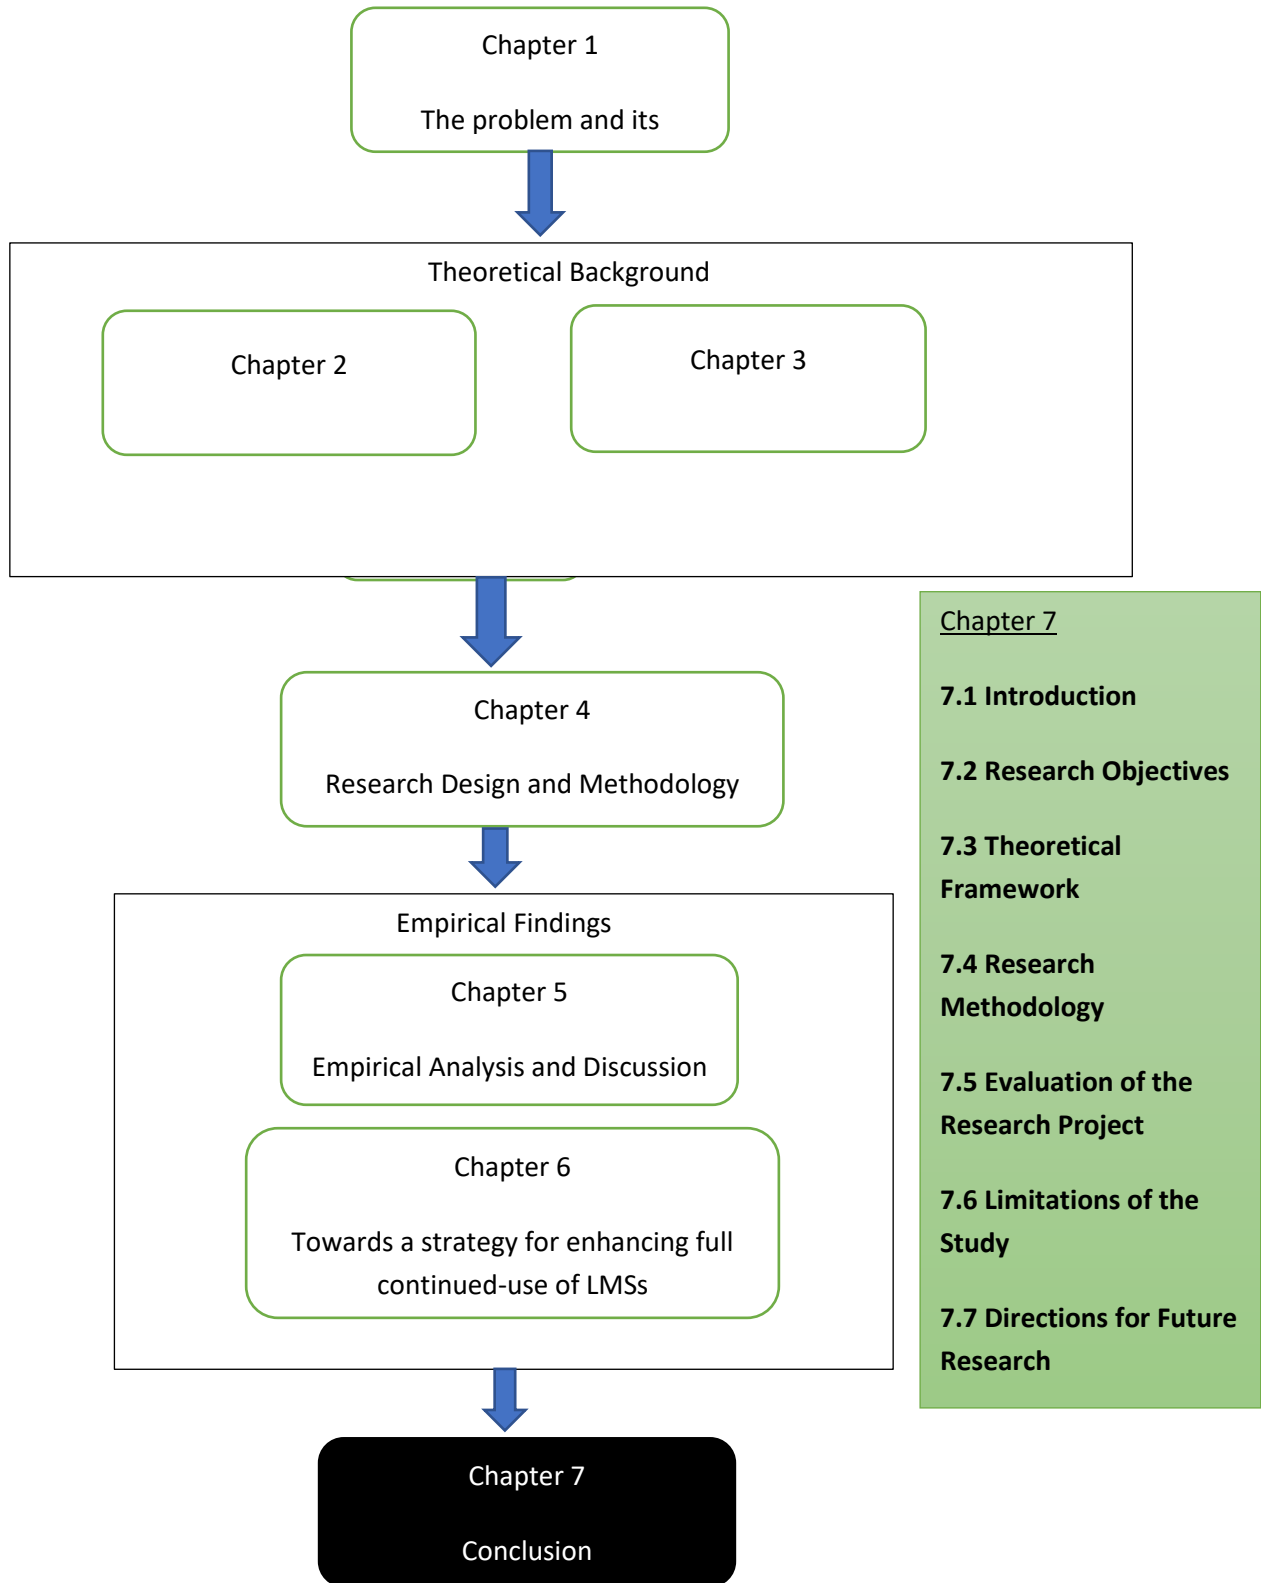 Chapter 1
The problem and its
Theoretical Background
Chapter 2
Chapter 3
Chapter 4
Research Design and Methodology
Empirical Findings
Chapter 5
Empirical Analysis and Discussion
Chapter 6
Towards a strategy for enhancing full
continued-use of LMSs
Chapter 7
Conclusion
Chapter 7
7.1 Introduction
7.2 Research Objectives
7.3 Theoretical
Framework
7.4 Research
Methodology
7.5 Evaluation of the
Research Project
7.6 Limitations of the
Study
7.7 Directions for Future
Research